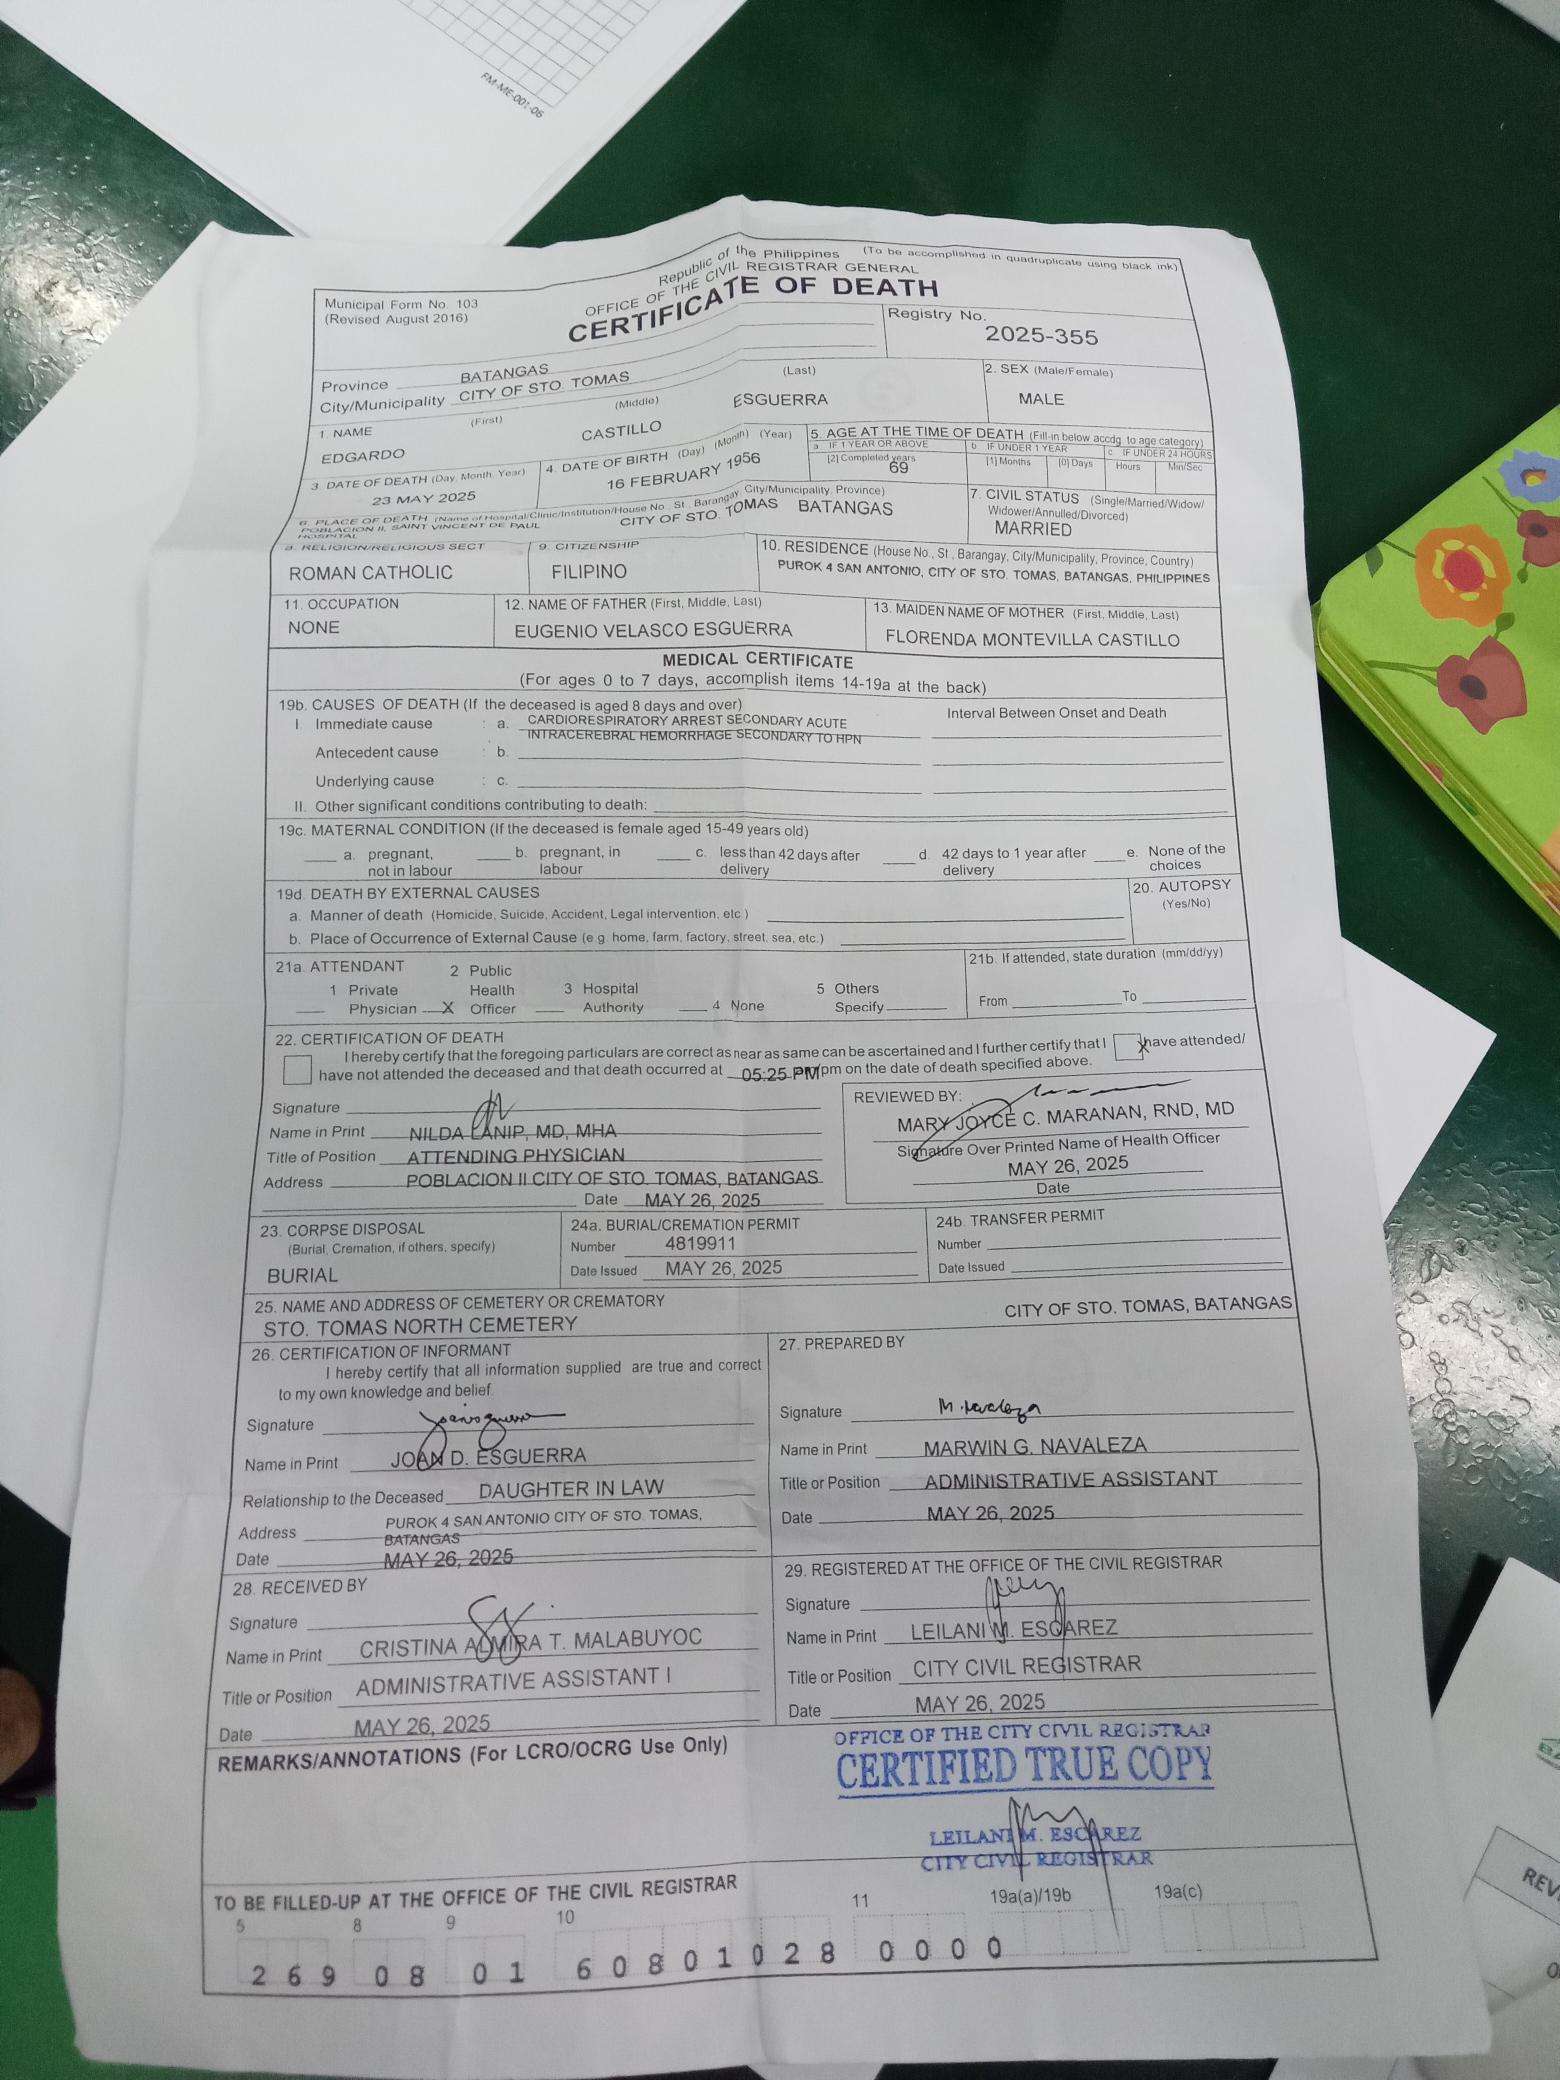 FM-ME-001-05
Republic of the Philippines
(To be accomplished in quadruplicate using black ink)
Municipal Form No. 103
(Revised August 2016)
OFFICE OF THE CIVIL REGISTRAR GENERAL
CERTIFICATE OF DEATH
Registry No.
2025-355
Province BATANGAS
City/Municipality CITY OF STO. TOMAS
1. NAME (First) (Middle) (Last)
EDGARDO CASTILLO ESGUERRA
2. SEX (Male/Female)
MALE
3. DATE OF DEATH (Day, Month, Year)
23 MAY 2025
4. DATE OF BIRTH (Day) (Month) (Year)
16 FEBRUARY 1956
5. AGE AT THE TIME OF DEATH (Fill-in below accdg. to age category)
a. IF 1 YEAR OR ABOVE b. IF UNDER 1 YEAR c. IF UNDER 24 HOURS
[2] Completed years [1] Months [0] Days Hours Min/Sec
69
6. PLACE OF DEATH (Name of Hospital/Clinic/Institution/House No., St., Barangay, City/Municipality, Province)
POBLACION II, SAINT VINCENT DE PAUL
HOSPITAL
CITY OF STO. TOMAS BATANGAS
7. CIVIL STATUS (Single/Married/Widow/
Widower/Annulled/Divorced)
MARRIED
8. RELIGION/RELIGIOUS SECT
ROMAN CATHOLIC
9. CITIZENSHIP
FILIPINO
10. RESIDENCE (House No., St., Barangay, City/Municipality, Province, Country)
PUROK 4 SAN ANTONIO, CITY OF STO. TOMAS, BATANGAS, PHILIPPINES
11. OCCUPATION
NONE
12. NAME OF FATHER (First, Middle, Last)
EUGENIO VELASCO ESGUERRA
13. MAIDEN NAME OF MOTHER (First, Middle, Last)
FLORENDA MONTEVILLA CASTILLO
MEDICAL CERTIFICATE
(For ages 0 to 7 days, accomplish items 14-19a at the back)
19b. CAUSES OF DEATH (If the deceased is aged 8 days and over)
Interval Between Onset and Death
I. Immediate cause : a. CARDIORESPIRATORY ARREST SECONDARY ACUTE
INTRACEREBRAL HEMORRHAGE SECONDARY TO HPN
Antecedent cause : b.
Underlying cause : c.
II. Other significant conditions contributing to death:
19c. MATERNAL CONDITION (If the deceased is female aged 15-49 years old)
a. pregnant, b. pregnant, in c. less than 42 days after d. 42 days to 1 year after e. None of the
not in labour labour delivery delivery choices
19d. DEATH BY EXTERNAL CAUSES
a. Manner of death (Homicide, Suicide, Accident, Legal intervention, etc.)
b. Place of Occurrence of External Cause (e.g. home, farm, factory, street, sea, etc.)
20. AUTOPSY
(Yes/No)
21a. ATTENDANT
1 Private
Physician
X
2 Public
Health
Officer
3 Hospital
Authority
4 None
5 Others
Specify
21b. If attended, state duration (mm/dd/yy)
From To
22. CERTIFICATION OF DEATH
I hereby certify that the foregoing particulars are correct as near as same can be ascertained and I further certify that I X have attended/
have not attended the deceased and that death occurred at 05:25 PM pm on the date of death specified above.
Signature
Name in Print NILDA LANIP, MD, MHA
Title of Position ATTENDING PHYSICIAN
Address POBLACION II CITY OF STO. TOMAS, BATANGAS
Date MAY 26, 2025
REVIEWED BY:
MARY JOYCE C. MARANAN, RND, MD
Signature Over Printed Name of Health Officer
MAY 26, 2025
Date
23. CORPSE DISPOSAL
(Burial, Cremation, if others, specify)
BURIAL
24a. BURIAL/CREMATION PERMIT
Number 4819911
Date Issued MAY 26, 2025
24b. TRANSFER PERMIT
Number
Date Issued
25. NAME AND ADDRESS OF CEMETERY OR CREMATORY
STO. TOMAS NORTH CEMETERY CITY OF STO. TOMAS, BATANGAS
26. CERTIFICATION OF INFORMANT
I hereby certify that all information supplied are true and correct
to my own knowledge and belief.
Signature
Name in Print JOAN D. ESGUERRA
Relationship to the Deceased DAUGHTER IN LAW
Address PUROK 4 SAN ANTONIO CITY OF STO. TOMAS,
BATANGAS
Date MAY 26, 2025
27. PREPARED BY
Signature M. Navaleza
Name in Print MARWIN G. NAVALEZA
Title or Position ADMINISTRATIVE ASSISTANT
Date MAY 26, 2025
28. RECEIVED BY
Signature
Name in Print CRISTINA ALMIRA T. MALABUYOC
Title or Position ADMINISTRATIVE ASSISTANT I
Date MAY 26, 2025
29. REGISTERED AT THE OFFICE OF THE CIVIL REGISTRAR
Signature
Name in Print LEILANI M. ESCAREZ
Title or Position CITY CIVIL REGISTRAR
Date MAY 26, 2025
REMARKS/ANNOTATIONS (For LCRO/OCRG Use Only)
OFFICE OF THE CITY CIVIL REGISTRAR
CERTIFIED TRUE COPY
LEILANI M. ESCAREZ
CITY CIVIL REGISTRAR
TO BE FILLED-UP AT THE OFFICE OF THE CIVIL REGISTRAR
5 8 9 10 11 19a(a)/19b 19a(c)
2 6 9 0 8 0 1 6 0 8 0 1 0 2 8 0 0 0 0